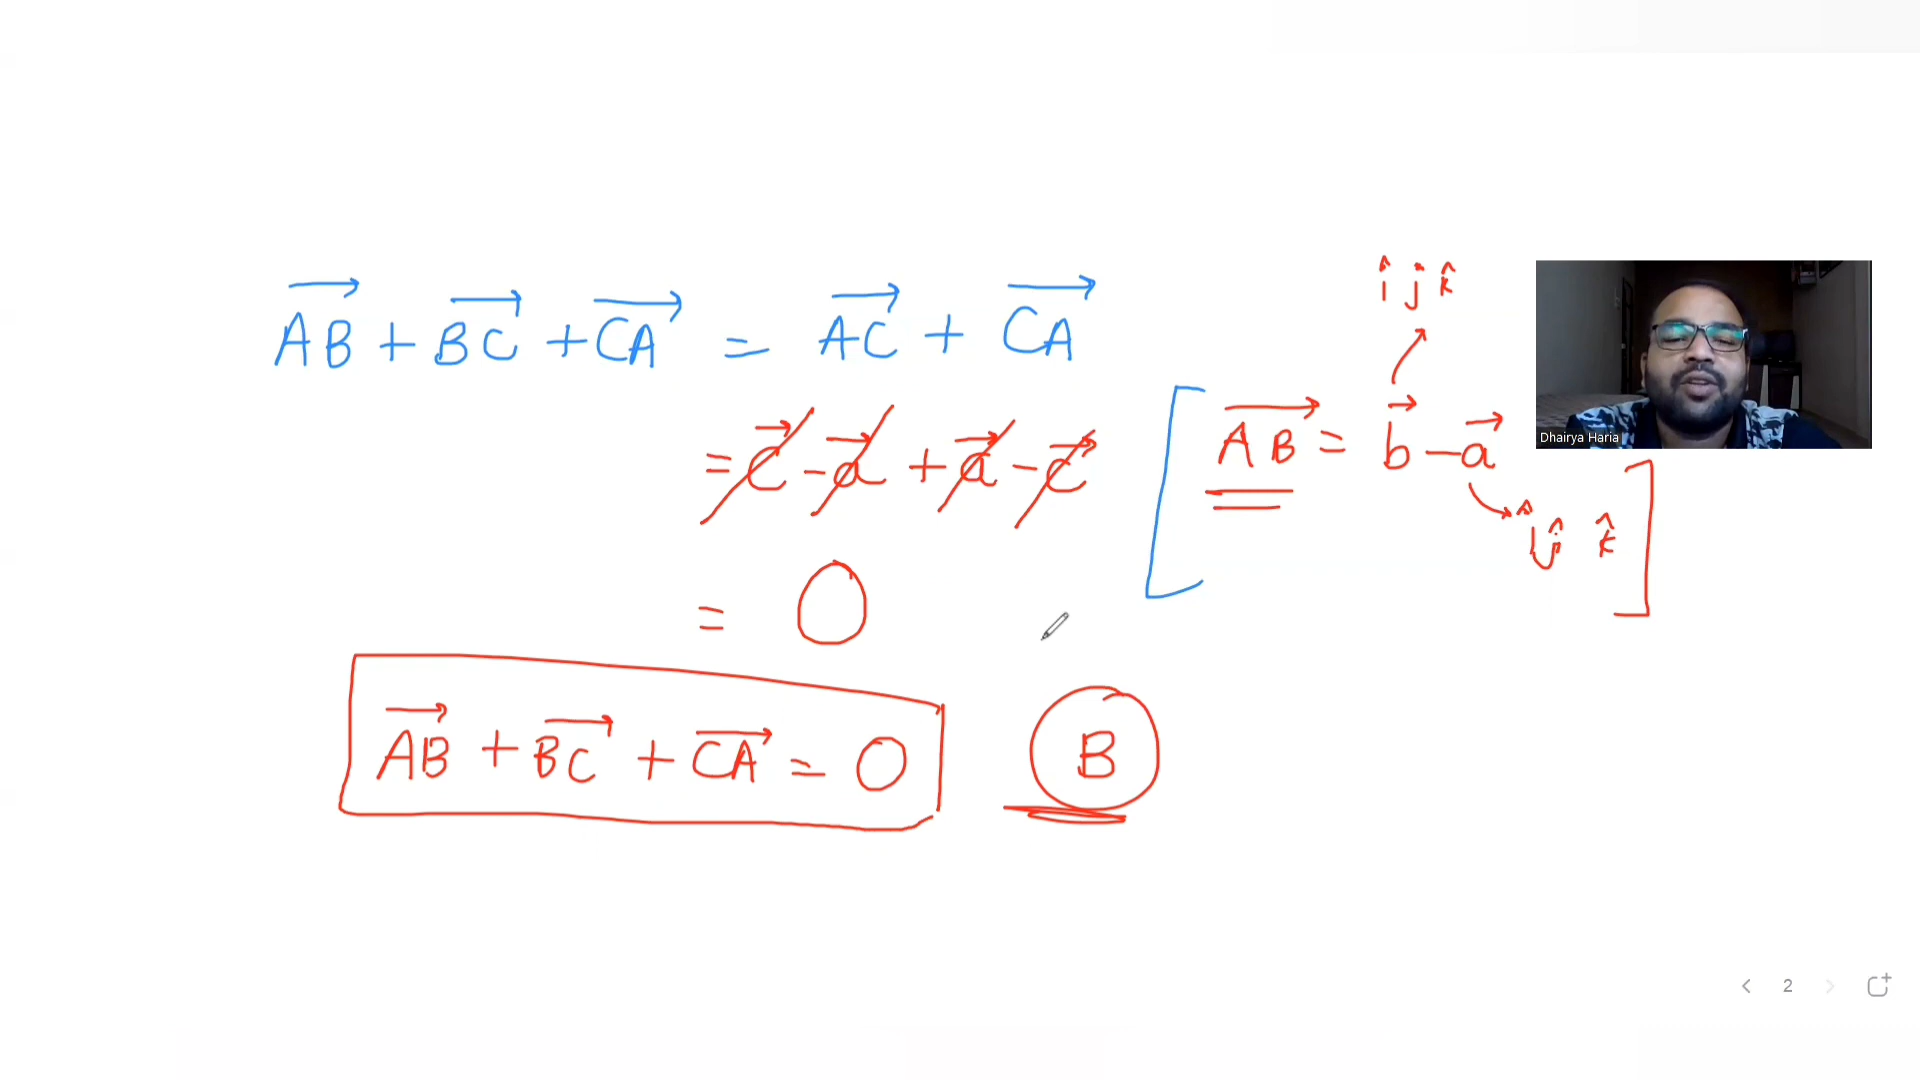 î ĵ k̂
→AB + →BC + →CA = →AC + →CA
= →c - →a + →a - →c
[→AB = →b - →a]
î ĵ k̂
= 0
→AB + →BC + →CA = 0
B
Dhairya Haria
< 2 >